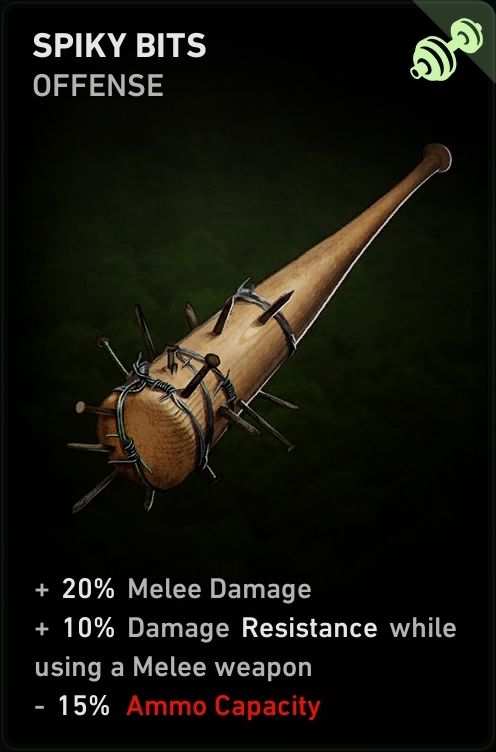 SPIKY BITS
OFFENSE
+ 20% Melee Damage
+ 10% Damage Resistance while
using a Melee weapon
- 15% Ammo Capacity